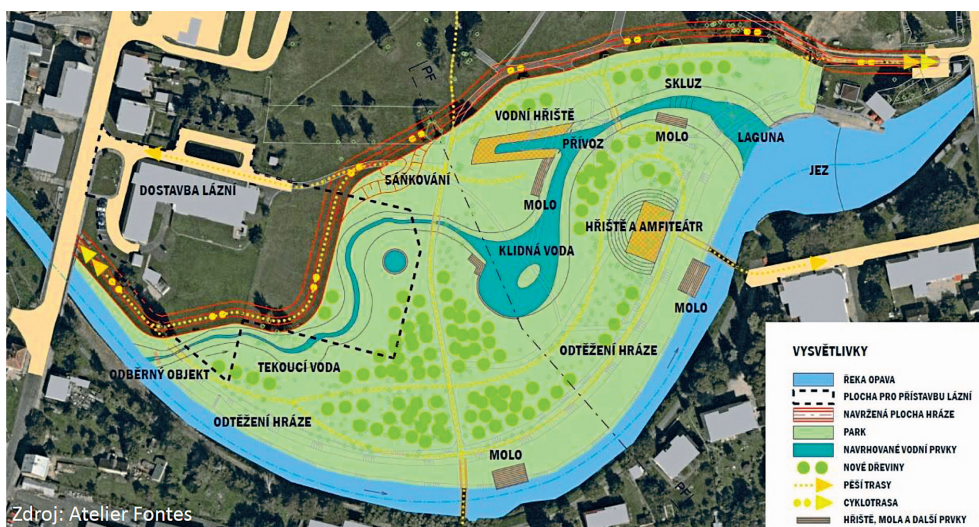 PF
SKLUZ
VODNÍ HŘIŠTĚ
PŘÍVOZ
MOLO
LAGUNA
JEZ
SÁŇKOVÁNÍ
DOSTAVBA LÁZNÍ
MOLO
HŘIŠTĚ A AMFITEÁTR
KLIDNÁ VODA
MOLO
ODTĚŽENÍ HRÁZE
ODBĚRNÝ OBJEKT
TEKOUCÍ VODA
ODTĚŽENÍ HRÁZE
MOLO
PF
VYSVĚTLIVKY
ŘEKA OPAVA
PLOCHA PRO PŘÍSTAVBU LÁZNÍ
NAVRŽENÁ PLOCHA HRÁZE
PARK
NAVRHOVANÉ VODNÍ PRVKY
NOVÉ DŘEVINY
PĚŠÍ TRASY
CYKLOTRASA
HŘIŠTĚ, MOLA A DALŠÍ PRVKY
Zdroj: Atelier Fontes